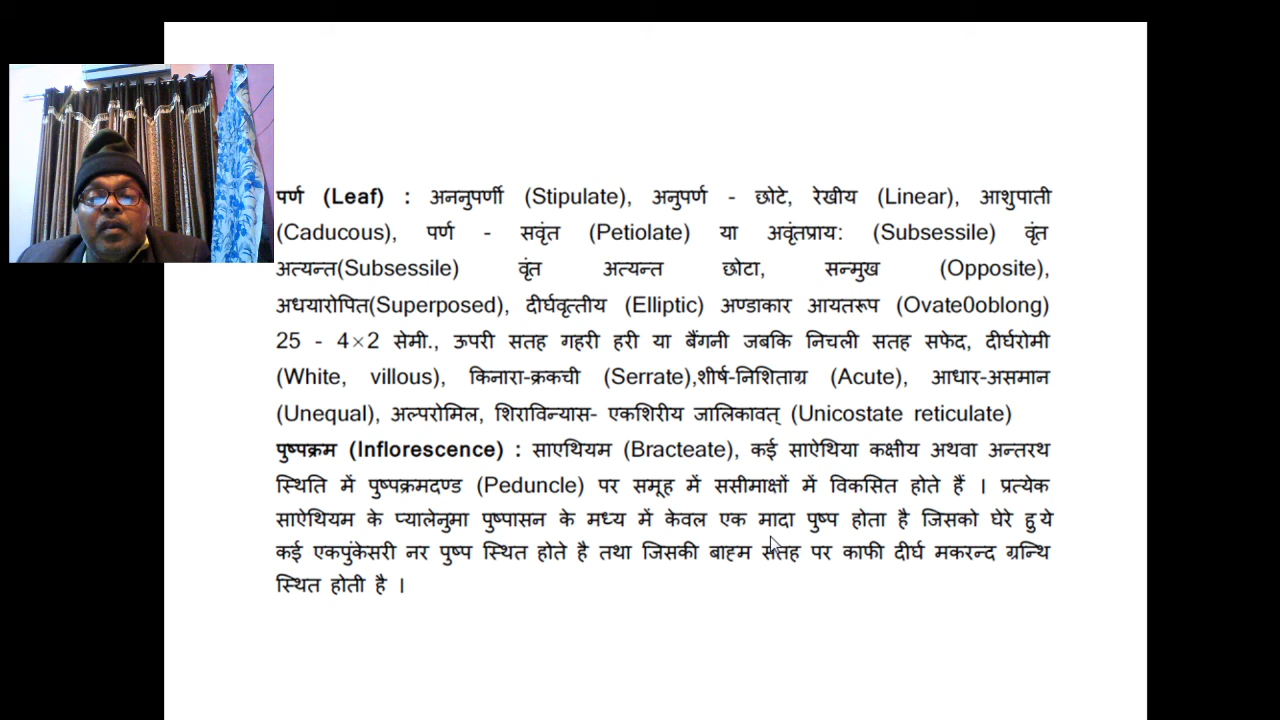 पर्ण (Leaf) : अननुपर्णी (Stipulate), अनुपर्ण - छोटे, रेखीय (Linear), आशुपाती
(Caducous), पर्ण - सवृंत (Petiolate) या अवृंतप्राय: (Subsessile) वृंत
अत्यन्त(Subsessile) वृंत अत्यन्त छोटा, सन्मुख (Opposite),
अधयारोपित(Superposed), दीर्घवृत्तीय (Elliptic) अण्डाकार आयतरूप (Ovate0oblong)
25 - 4×2 सेमी., ऊपरी सतह गहरी हरी या बैंगनी जबकि निचली सतह सफेद, दीर्घरोमी
(White, villous), किनारा-क्रकची (Serrate),शीर्ष-निशिताग्र (Acute), आधार-असमान
(Unequal), अल्परोमिल, शिराविन्यास- एकशिरीय जालिकावत् (Unicostate reticulate)
पुष्पक्रम (Inflorescence) : साएथियम (Bracteate), कई साऐथिया कक्षीय अथवा अन्तरथ
स्थिति में पुष्पक्रमदण्ड (Peduncle) पर समूह में ससीमाक्षों में विकसित होते हैं । प्रत्येक
साऐथियम के प्यालेनुमा पुष्पासन के मध्य में केवल एक मादा पुष्प होता है जिसको घेरे हुये
कई एकपुंकेसरी नर पुष्प स्थित होते है तथा जिसकी बाह्म सतह पर काफी दीर्घ मकरन्द ग्रन्थि
स्थित होती है ।